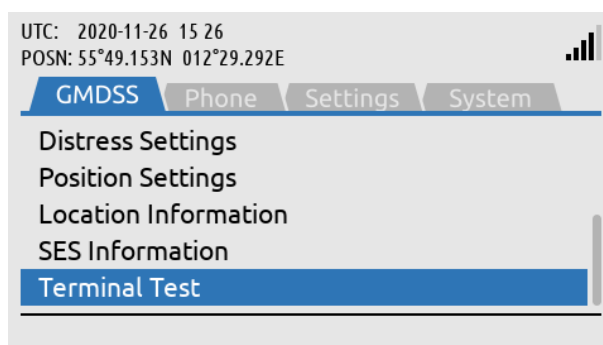 UTC: 2020-11-26 15 26
POSN: 55°49.153N 012°29.292E
GMDSS Phone Settings System
Distress Settings
Position Settings
Location Information
SES Information
Terminal Test